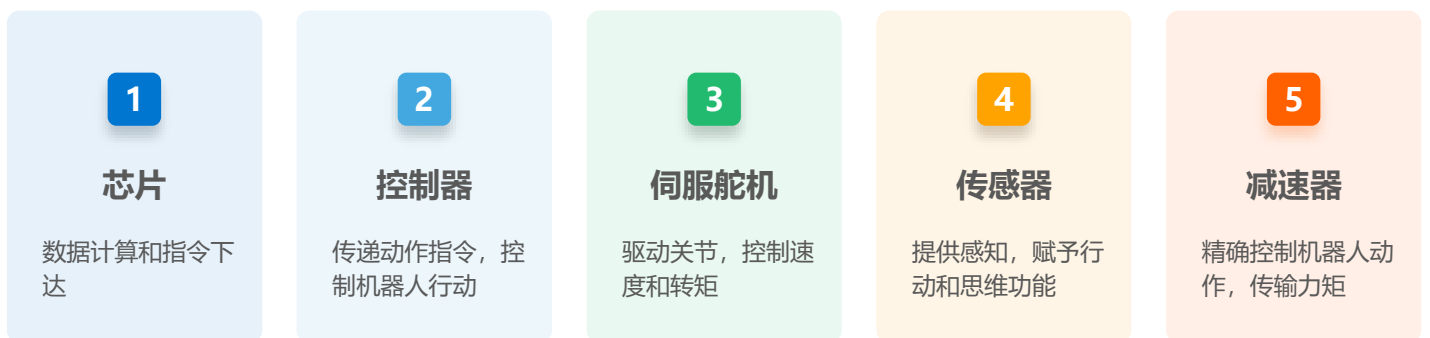 1
芯片
数据计算和指令下
达
2
控制器
传递动作指令，控
制机器人行动
3
伺服舵机
驱动关节，控制速
度和转矩
4
传感器
提供感知，赋予行
动和思维功能
5
减速器
精确控制机器人动
作，传输力矩